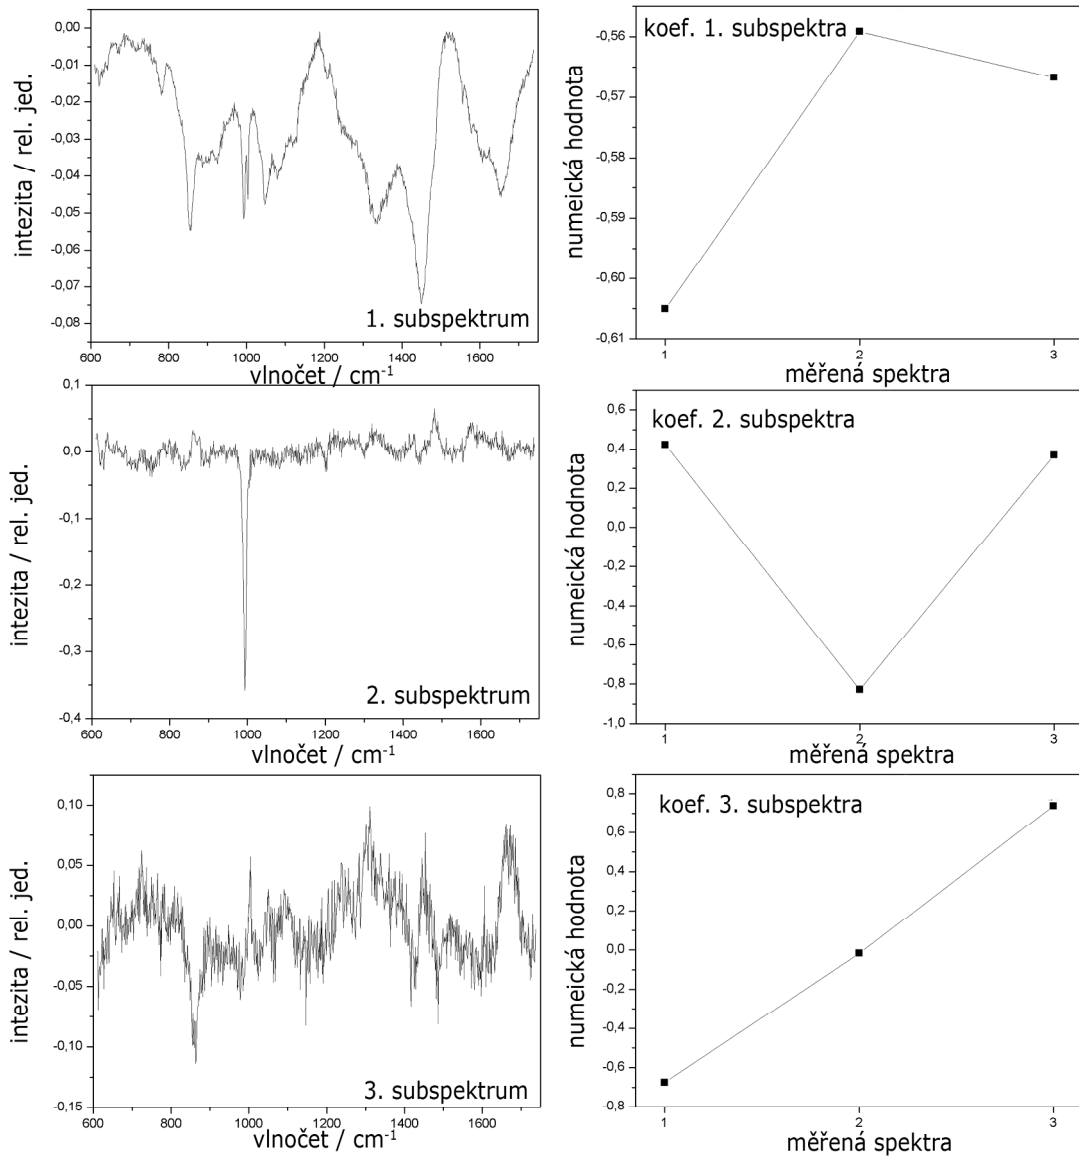 0,00
-0,01
-0,02
-0,03
-0,04
-0,05
-0,06
-0,07
-0,08
intezita / rel. jed.
1. subspektrum
600 800 1000 1200 1400 1600
vlnočet / cm⁻¹
koef. 1. subspektra
-0,56
-0,57
-0,58
-0,59
-0,60
-0,61
numeická hodnota
1 2 3
měřená spektra
0,1
0,0
-0,1
-0,2
-0,3
-0,4
intezita / rel. jed.
2. subspektrum
600 800 1000 1200 1400 1600
vlnočet / cm⁻¹
koef. 2. subspektra
0,6
0,4
0,2
0,0
-0,2
-0,4
-0,6
-0,8
-1,0
numeická hodnota
1 2 3
měřená spektra
0,10
0,05
0,00
-0,05
-0,10
-0,15
intezita / rel. jed.
3. subspektrum
600 800 1000 1200 1400 1600
vlnočet / cm⁻¹
koef. 3. subspektra
0,8
0,6
0,4
0,2
0,0
-0,2
-0,4
-0,6
-0,8
numeická hodnota
1 2 3
měřená spektra